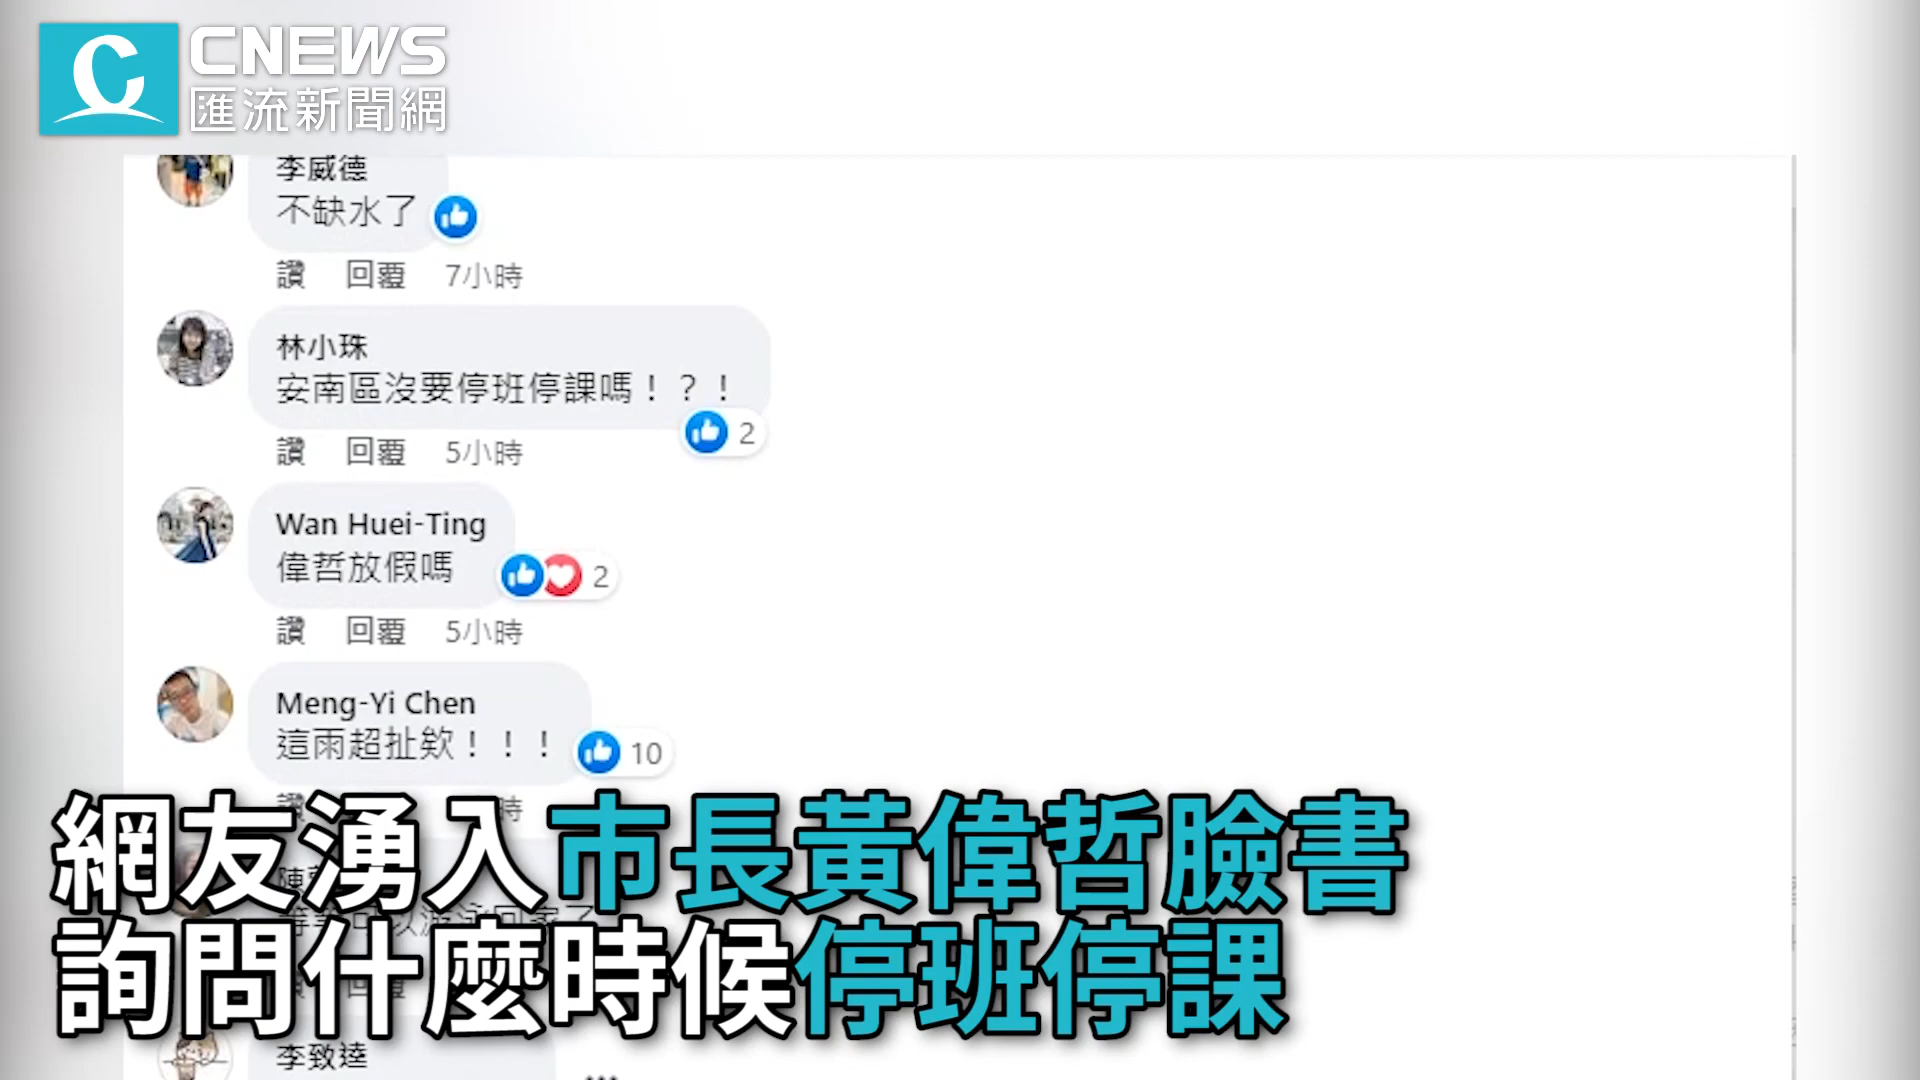 CNEWS
匯流新聞網
李威德
不缺水了
讚 回覆 7小時
林小珠
安南區沒要停班停課嗎！？！
2
讚 回覆 5小時
Wan Huei-Ting
偉哲放假嗎
2
讚 回覆 5小時
Meng-Yi Chen
這雨超扯欸！！！
10
網友湧入市長黃偉哲臉書
詢問什麼時候停班停課
李致逵